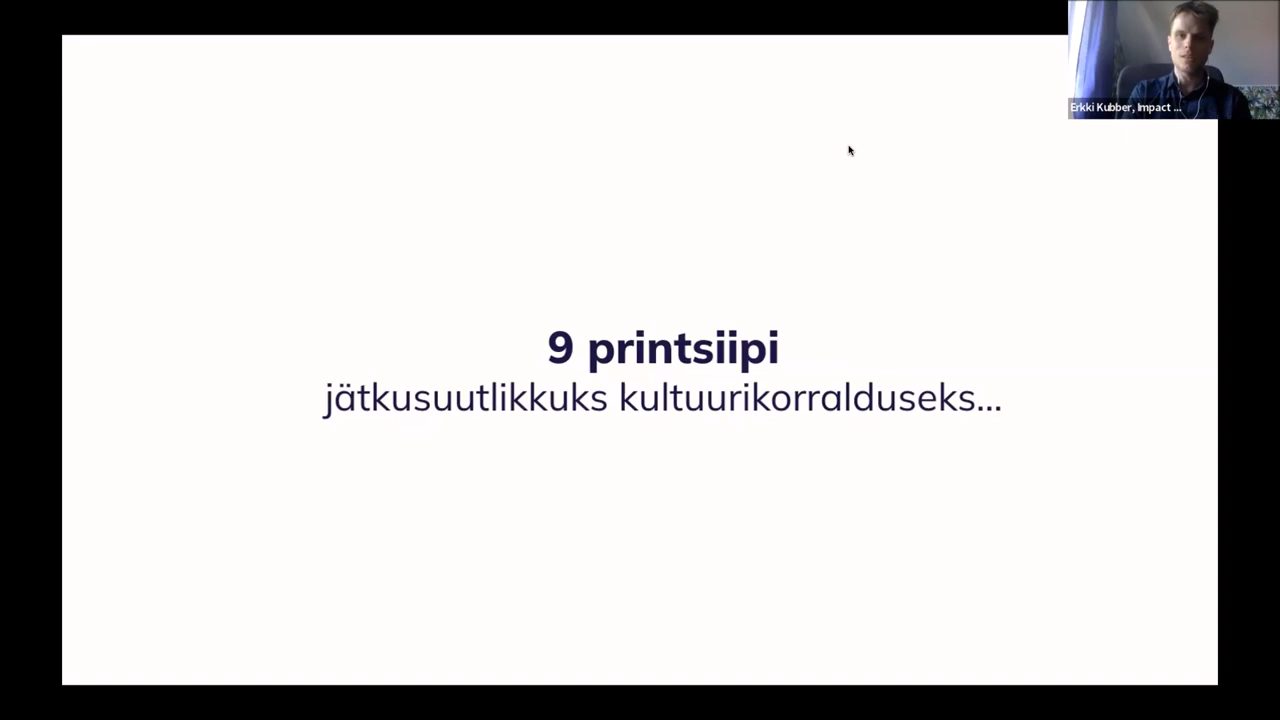 Erkki Kubber, Impact ...
9 printsiipi
jätkusuutlikkuks kultuurikorralduseks...